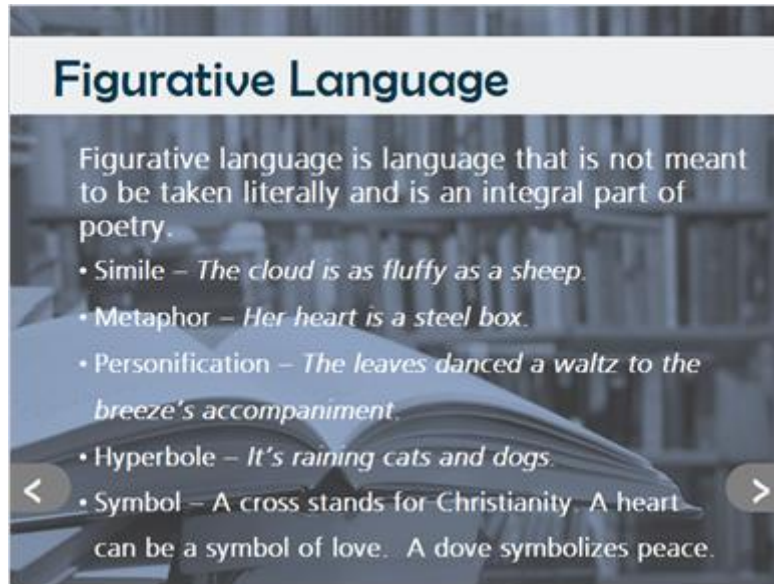 Figurative Language
Figurative language is language that is not meant
to be taken literally and is an integral part of
poetry.
• Simile – The cloud is as fluffy as a sheep.
• Metaphor – Her heart is a steel box.
• Personification – The leaves danced a waltz to the
breeze's accompaniment.
• Hyperbole – It's raining cats and dogs.
• Symbol – A cross stands for Christianity. A heart
can be a symbol of love. A dove symbolizes peace.